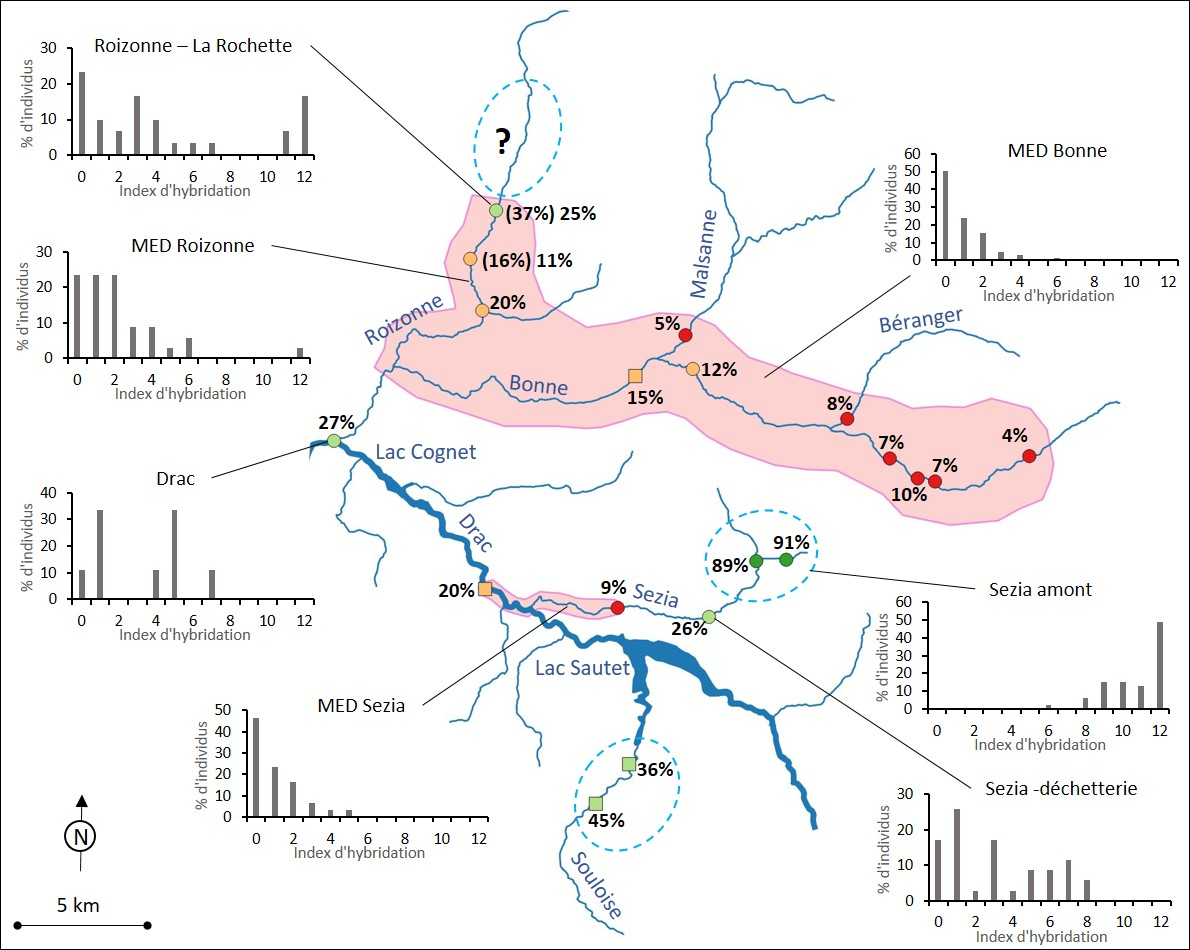 Roizonne – La Rochette
30
20
10
0
% d'individus
0 2 4 6 8 10 12
Index d'hybridation
MED Roizonne
30
20
10
0
% d'individus
0 2 4 6 8 10 12
Index d'hybridation
Drac
40
30
20
10
0
% d'individus
0 2 4 6 8 10 12
Index d'hybridation
MED Sezia
50
40
30
20
10
0
% d'individus
0 2 4 6 8 10 12
Index d'hybridation
N
5 km
?
(37%) 25%
(16%) 11%
20%
Roizonne
Malsanne
5%
12%
Bonne
15%
Béranger
8%
7%
7%
10%
4%
27%
Lac Cognet
Drac
20%
9%
Sezia
26%
89%
91%
Lac Sautet
36%
45%
Souloise
MED Bonne
60
50
40
30
20
10
0
% d'individus
0 2 4 6 8 10 12
Index d'hybridation
Sezia amont
60
50
40
30
20
10
0
% d'individus
0 2 4 6 8 10 12
Index d'hybridation
Sezia -déchetterie
30
20
10
0
% d'individus
0 2 4 6 8 10 12
Index d'hybridation